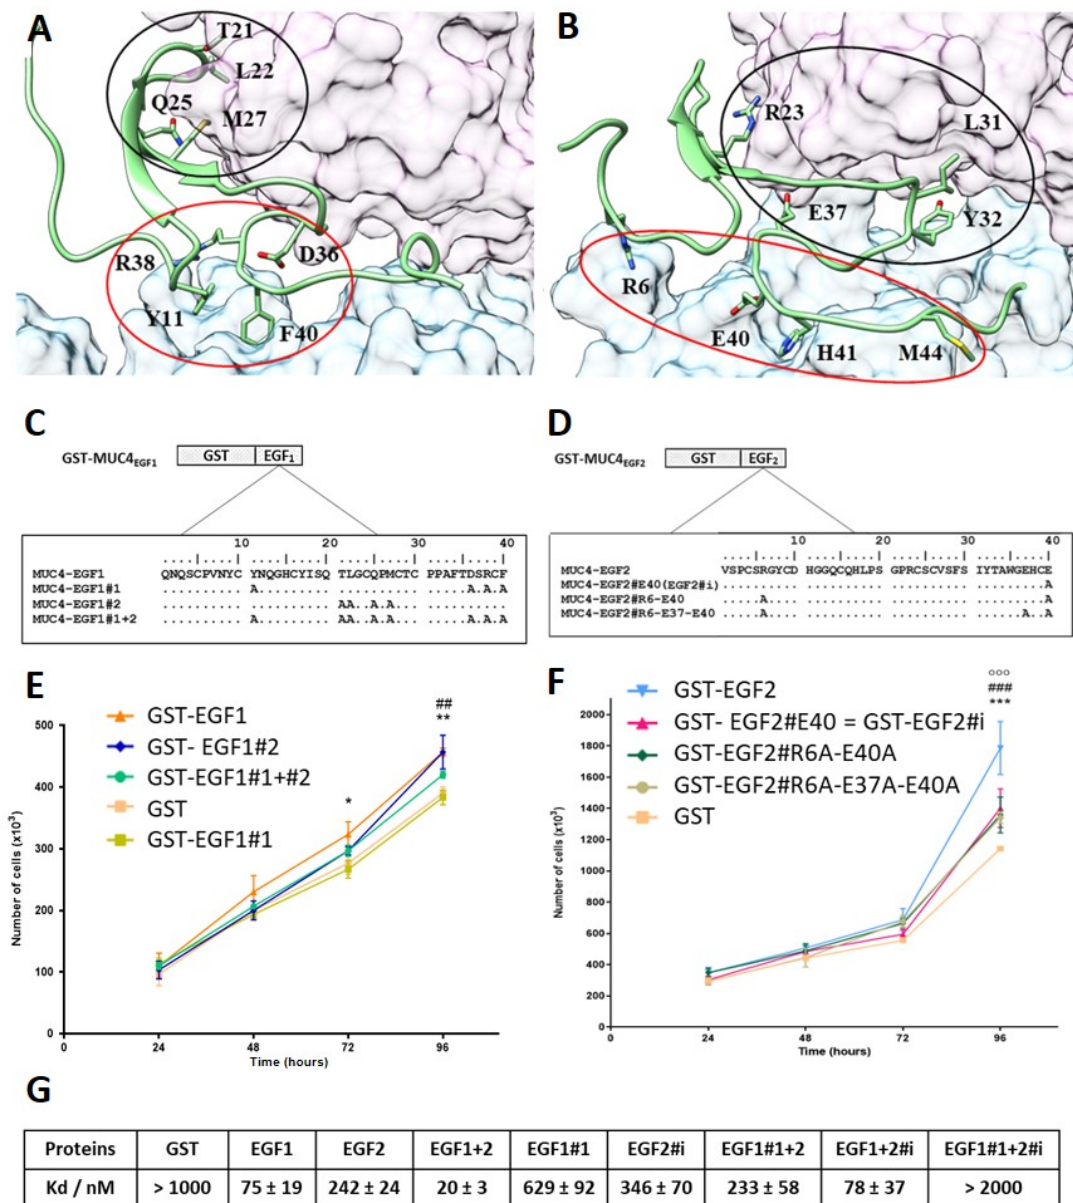 A
T21
L22
Q25
M27
R38
D36
Y11
F40
B
R23
L31
E37
Y32
R6
E40
H41
M44
C
GST-MUC4EGF1
GST EGF1
10 20 30 40
MUC4-EGF1 QNQSCPVNYC YNQGHCYISQ TLGCQPMCTC PPAFTDSRCF
MUC4-EGF1#1 .......... A......... .......... .....A.A.A
MUC4-EGF1#2 .......... .......... AA..A.A... ..........
MUC4-EGF1#1+2 .......... A......... AA..A.A... .....A.A.A
D
GST-MUC4EGF2
GST EGF2
10 20 30 40
MUC4-EGF2 VSPCSRGYCD HGGQCQHLPS GPRCSCVSFS IYTAWGEHCE
MUC4-EGF2#E40(EGF2#i) .......... .......... .......... .........A
MUC4-EGF2#R6-E40 .....A.... .......... .......... .........A
MUC4-EGF2#R6-E37-E40 .....A.... .......... .......... ......A..A
E
GST-EGF1
GST- EGF1#2
GST-EGF1#1+#2
GST
GST-EGF1#1
*
##
**
Number of cells (x10³)
500
400
300
200
100
0
0 24 48 72 96
Time (hours)
F
GST-EGF2
GST- EGF2#E40 = GST-EGF2#i
GST-EGF2#R6A-E40A
GST-EGF2#R6A-E37A-E40A
GST
°°°
###
***
Number of cells (x10³)
2000
1800
1600
1400
1200
1000
800
600
400
200
0
0 24 48 72 96
Time (hours)
G
Proteins GST EGF1 EGF2 EGF1+2 EGF1#1 EGF2#i EGF1#1+2 EGF1+2#i EGF1#1+2#i
Kd / nM > 1000 75 ± 19 242 ± 24 20 ± 3 629 ± 92 346 ± 70 233 ± 58 78 ± 37 > 2000